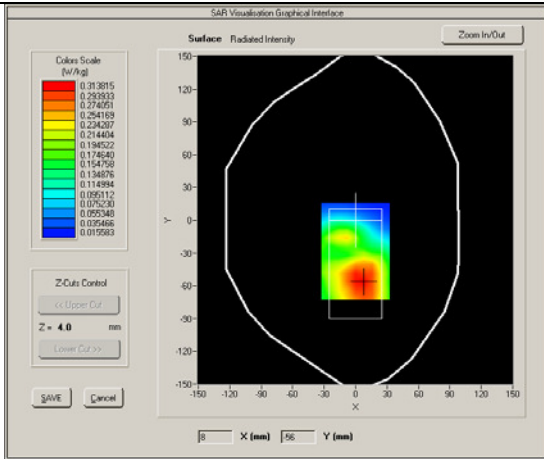 SAR Visualisation Graphical Interface
Surface Radiated Intensity
Zoom In/Out
Colors Scale
(W/kg)
0.313815
0.293933
0.274051
0.254169
0.234287
0.214404
0.194522
0.174640
0.154758
0.134876
0.114994
0.095112
0.075230
0.055348
0.035466
0.015583
Z-Cuts Control
<< Upper Cut
Z = 4.0 mm
Lower Cut >>
SAVE Cancel
150-
120-
90-
60-
30-
0-
-30-
-60-
-90-
-120-
-150-
Y
-150 -120 -90 -60 -30 0 30 60 90 120 150
X
8 X (mm) -56 Y (mm)